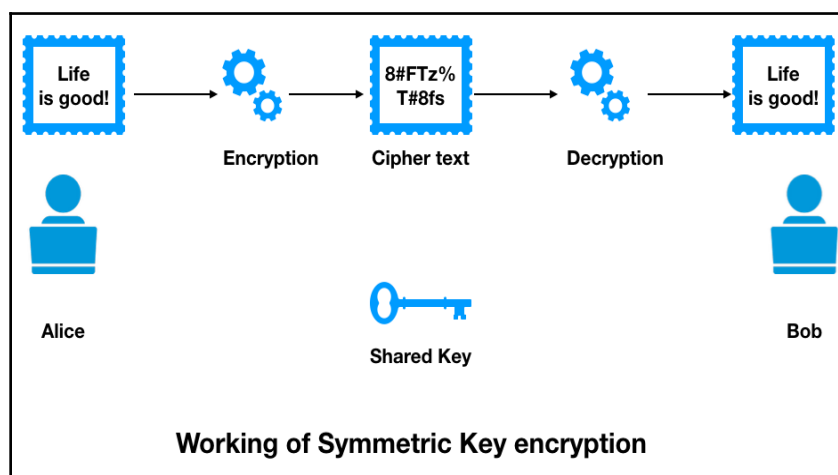 Life
is good!
8#FTz%
T#8fs
Life
is good!
Encryption
Cipher text
Decryption
Alice
Shared Key
Bob
Working of Symmetric Key encryption